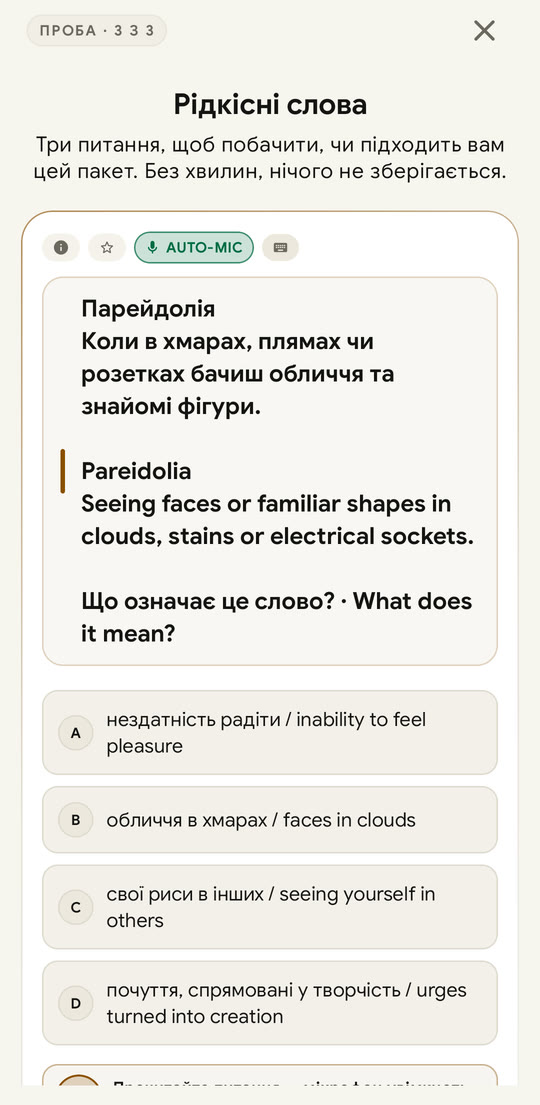 ПРОБА · 3 З 3
Рідкісні слова
Три питання, щоб побачити, чи підходить вам
цей пакет. Без хвилин, нічого не зберігається.
AUTO-MIC
Парейдолія
Коли в хмарах, плямах чи
розетках бачиш обличчя та
знайомі фігури.
Pareidolia
Seeing faces or familiar shapes in
clouds, stains or electrical sockets.
Що означає це слово? · What does
it mean?
A
нездатність радіти / inability to feel
pleasure
B
обличчя в хмарах / faces in clouds
C
свої риси в інших / seeing yourself in
others
D
почуття, спрямовані у творчість / urges
turned into creation